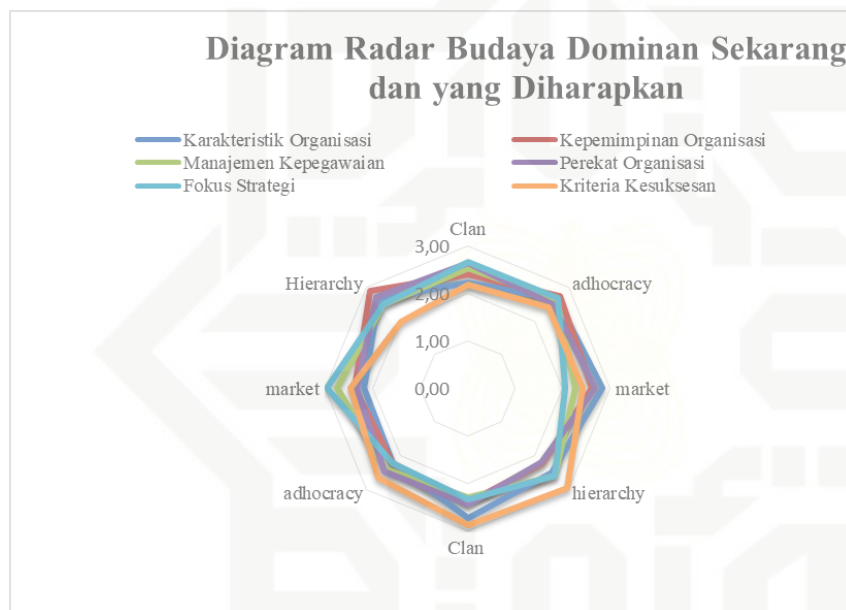 Diagram Radar Budaya Dominan Sekarang
dan yang Diharapkan
Karakteristik Organisasi
Kepemimpinan Organisasi
Manajemen Kepegawaian
Perekat Organisasi
Fokus Strategi
Kriteria Kesuksesan
Clan
3,00
Hierarchy
adhocracy
2,00
1,00
market
0,00
market
adhocracy
hierarchy
Clan